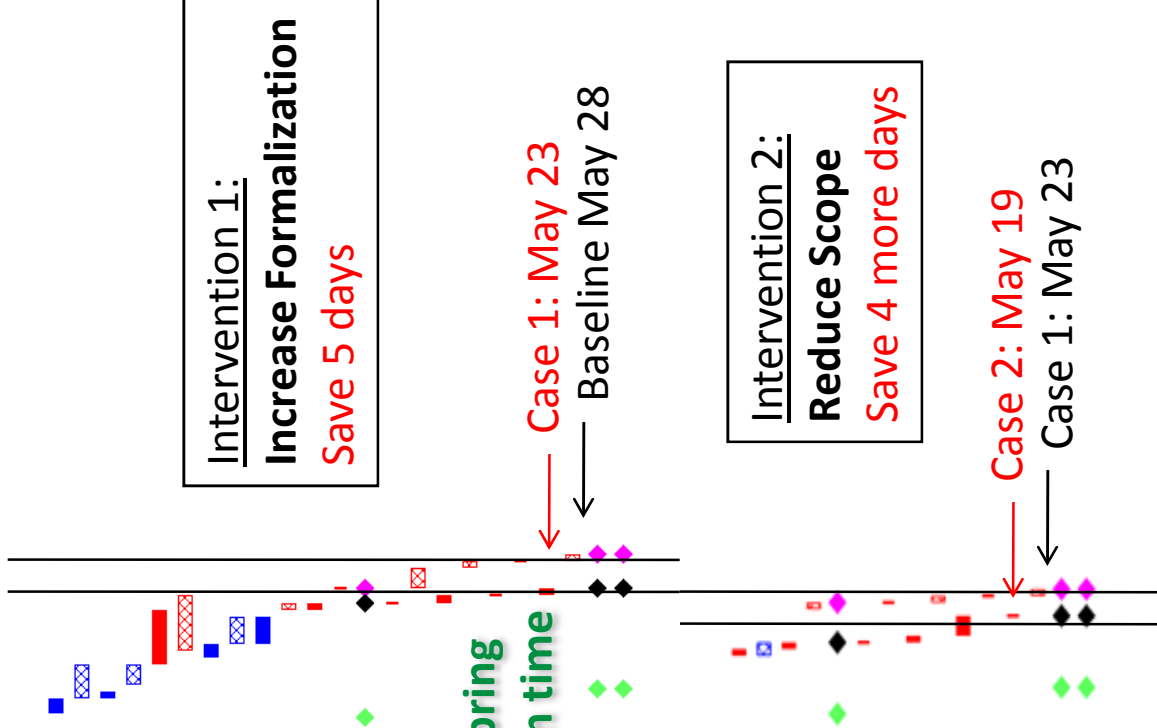 Intervention 1:
Increase Formalization
Save 5 days
Case 1: May 23
Baseline May 28
time
Intervention 2:
Reduce Scope
Save 4 more days
Case 2: May 19
Case 1: May 23